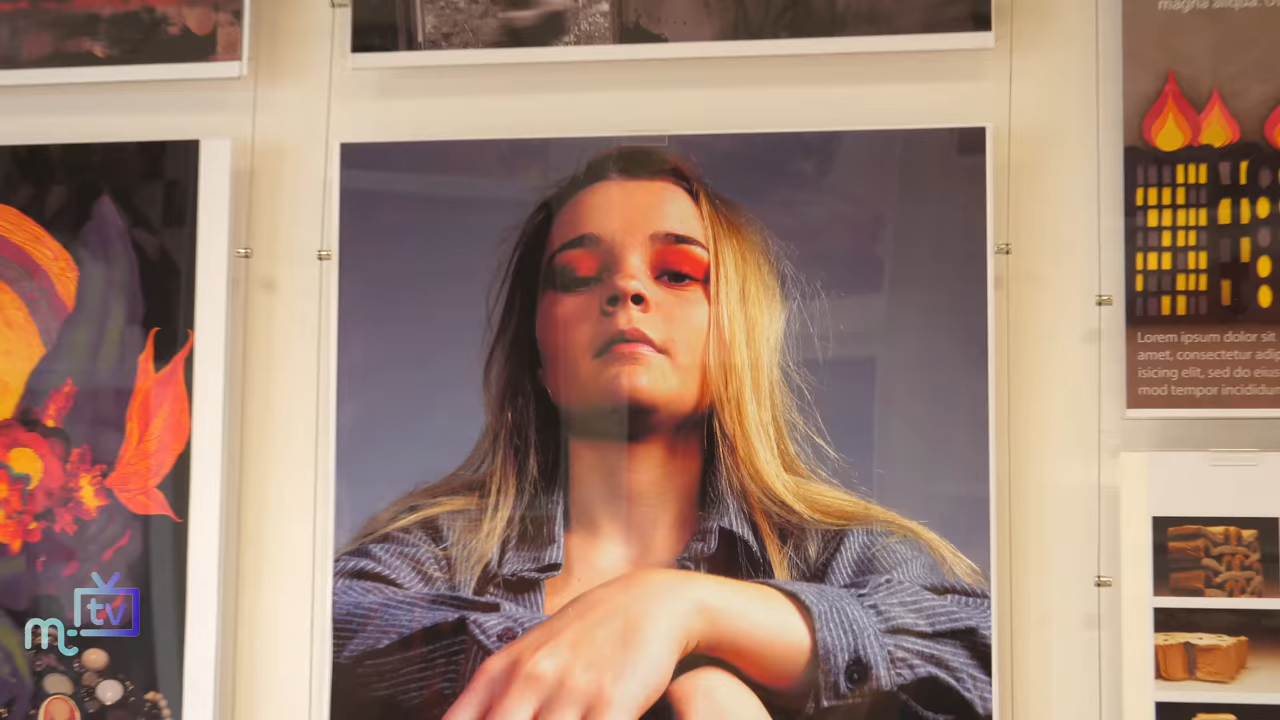 magna aliqua.
Lorem ipsum dolor sit
amet, consectetur adip
isicing elit, sed do eius
mod tempor incididun
m.
tv